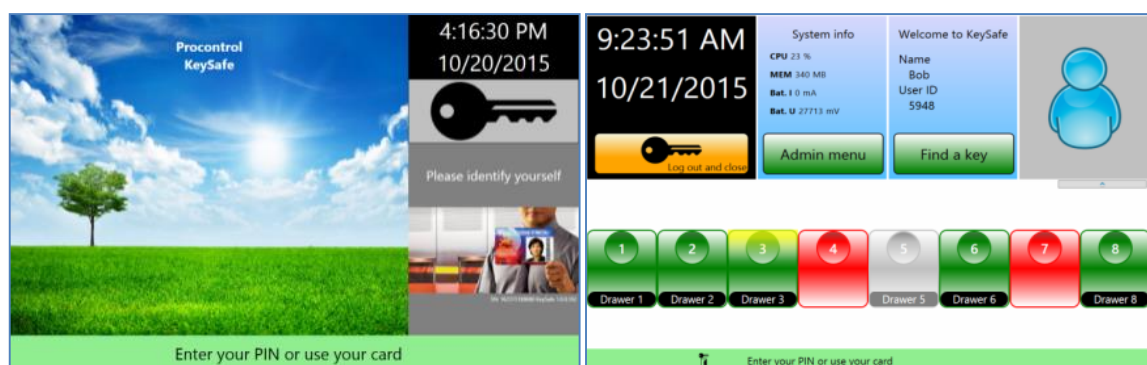 Procontrol
KeySafe
4:16:30 PM
10/20/2015
Please identify yourself
Enter your PIN or use your card
9:23:51 AM
10/21/2015
Log out and close
System info
CPU 23 %
MEM 340 MB
Bat. I 0 mA
Bat. U 27713 mV
Admin menu
Welcome to KeySafe
Name
Bob
User ID
5948
Find a key
1 2 3 4 5 6 7 8
Drawer 1 Drawer 2 Drawer 3 Drawer 5 Drawer 6 Drawer 8
Enter your PIN or use your card